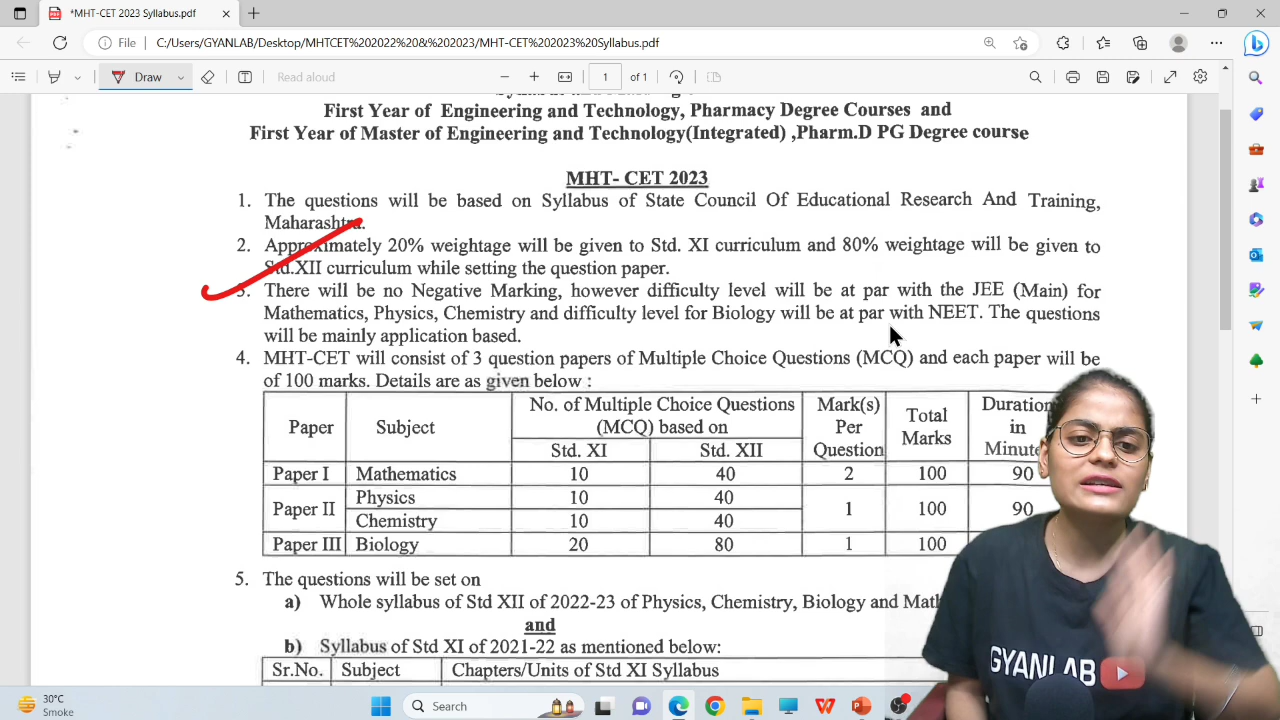 *MHT-CET 2023 Syllabus.pdf
File
C:/Users/GYANLAB/Desktop/MHTCET%202022%20&%202023/MHT-CET%202023%20Syllabus.pdf
Draw
Read aloud
1
of 1
First Year of Engineering and Technology, Pharmacy Degree Courses and
First Year of Master of Engineering and Technology(Integrated) ,Pharm.D PG Degree course
MHT- CET 2023
1. The questions will be based on Syllabus of State Council Of Educational Research And Training,
Maharashtra.
2. Approximately 20% weightage will be given to Std. XI curriculum and 80% weightage will be given to
Std.XII curriculum while setting the question paper.
3. There will be no Negative Marking, however difficulty level will be at par with the JEE (Main) for
Mathematics, Physics, Chemistry and difficulty level for Biology will be at par with NEET. The questions
will be mainly application based.
4. MHT-CET will consist of 3 question papers of Multiple Choice Questions (MCQ) and each paper will be
of 100 marks. Details are as given below :
Paper Subject No. of Multiple Choice Questions (MCQ) based on Mark(s) Per Question Total Marks Duration in
Std. XI Std. XII
Paper I Mathematics 10 40 2 100 90
Paper II Physics 10 40 1 100 90
Chemistry 10 40
Paper III Biology 20 80 1 100
5. The questions will be set on
a) Whole syllabus of Std XII of 2022-23 of Physics, Chemistry, Biology and
and
b) Syllabus of Std XI of 2021-22 as mentioned below:
Sr.No. Subject Chapters/Units of Std XI Syllabus
GYANLAB
30°C
Smoke
Search